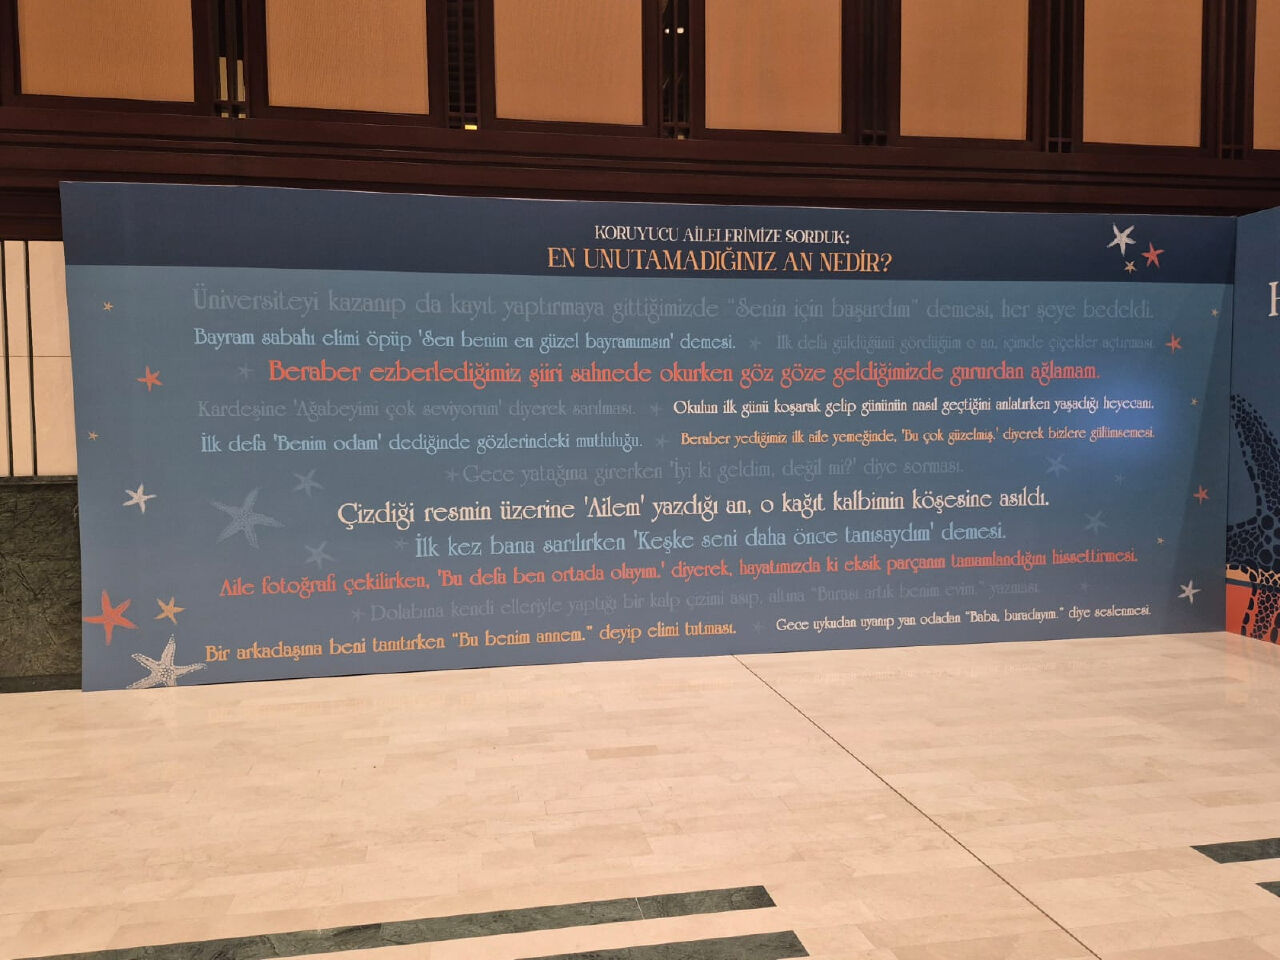 KORUYUCU AİLELERİMİZE SORDUK:
EN UNUTAMADIĞINIZ AN NEDİR?
Üniversiteyi kazanıp da kayıt yaptırmaya gittiğimizde “Senin için başardım” demesi, her şeye bedeldi.
Bayram sabahı elimi öpüp 'Sen benim en güzel bayramımsın' demesi. İlk defa güldüğünü gördüğüm o an, içimde çiçekler açtırması.
Beraber ezberlediğimiz şiiri sahnede okurken göz göze geldiğimizde gururdan ağlamam.
Kardeşine 'Ağabeyimi çok seviyorum' diyerek sarılması. Okulun ilk günü koşarak gelip gününün nasıl geçtiğini anlatırken yaşadığı heyecanı.
İlk defa 'Benim odam' dediğinde gözlerindeki mutluluğu. Beraber yediğimiz ilk aile yemeğinde, 'Bu çok güzelmiş.' diyerek bizlere gülümsemesi.
Gece yatağına girerken 'İyi ki geldim, değil mi?' diye sorması.
Çizdiği resmin üzerine 'Ailem' yazdığı an, o kağıt kalbimin köşesine asıldı.
İlk kez bana sarılırken 'Keşke seni daha önce tanısaydım' demesi.
Aile fotoğrafı çekilirken, 'Bu defa ben ortada olayım.' diyerek, hayatımızda ki eksik parçanın tamamlandığını hissettirmesi.
Dolabına kendi elleriyle yaptığı bir kalp çizimi asıp, altına “Burası artık benim evim.” yazması.
Bir arkadaşına beni tanıtırken “Bu benim annem.” deyip elimi tutması. Gece uykudan uyanıp yan odadan “Baba, buradayım.” diye seslenmesi.